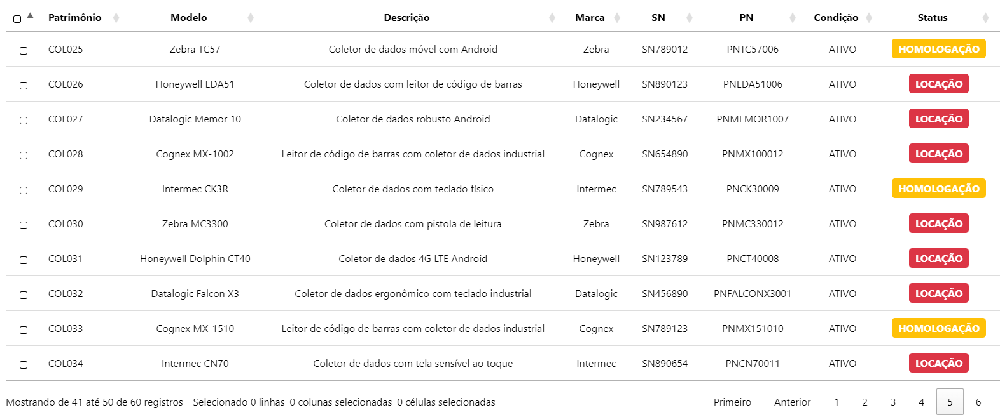 Patrimônio Modelo Descrição Marca SN PN Condição Status
COL025 Zebra TC57 Coletor de dados móvel com Android Zebra SN789012 PNTC57006 ATIVO HOMOLOGAÇÃO
COL026 Honeywell EDA51 Coletor de dados com leitor de código de barras Honeywell SN890123 PNEDA51006 ATIVO LOCAÇÃO
COL027 Datalogic Memor 10 Coletor de dados robusto Android Datalogic SN234567 PNMEMOR1007 ATIVO LOCAÇÃO
COL028 Cognex MX-1002 Leitor de código de barras com coletor de dados industrial Cognex SN654890 PNMX100012 ATIVO LOCAÇÃO
COL029 Intermec CK3R Coletor de dados com teclado físico Intermec SN789543 PNCK30009 ATIVO HOMOLOGAÇÃO
COL030 Zebra MC3300 Coletor de dados com pistola de leitura Zebra SN987612 PNMC330012 ATIVO LOCAÇÃO
COL031 Honeywell Dolphin CT40 Coletor de dados 4G LTE Android Honeywell SN123789 PNCT40008 ATIVO LOCAÇÃO
COL032 Datalogic Falcon X3 Coletor de dados ergonômico com teclado industrial Datalogic SN456890 PNFALCONX3001 ATIVO LOCAÇÃO
COL033 Cognex MX-1510 Leitor de código de barras com coletor de dados industrial Cognex SN789123 PNMX151010 ATIVO HOMOLOGAÇÃO
COL034 Intermec CN70 Coletor de dados com tela sensível ao toque Intermec SN890654 PNCN70011 ATIVO LOCAÇÃO
Mostrando de 41 até 50 de 60 registros Selecionado 0 linhas 0 colunas selecionadas 0 células selecionadas Primeiro Anterior 1 2 3 4 5 6